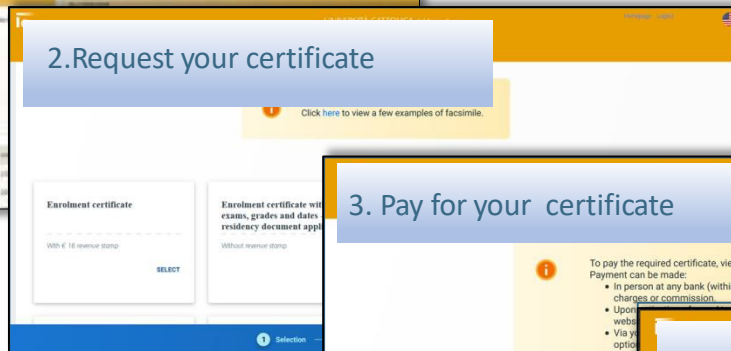 Homepage Logout
2.Request your certificate
Click here to view a few examples of facsimile.
Enrolment certificate
With € 16 revenue stamp
SELECT
Enrolment certificate wit
exams, grades and dates -
residency document appl
Without revenue stamp
1 Selection
3. Pay for your certificate
To pay the required certificate, vie
Payment can be made:
• In person at any bank (withi
charges or commission.
• Upon
webs
• Via y
optio